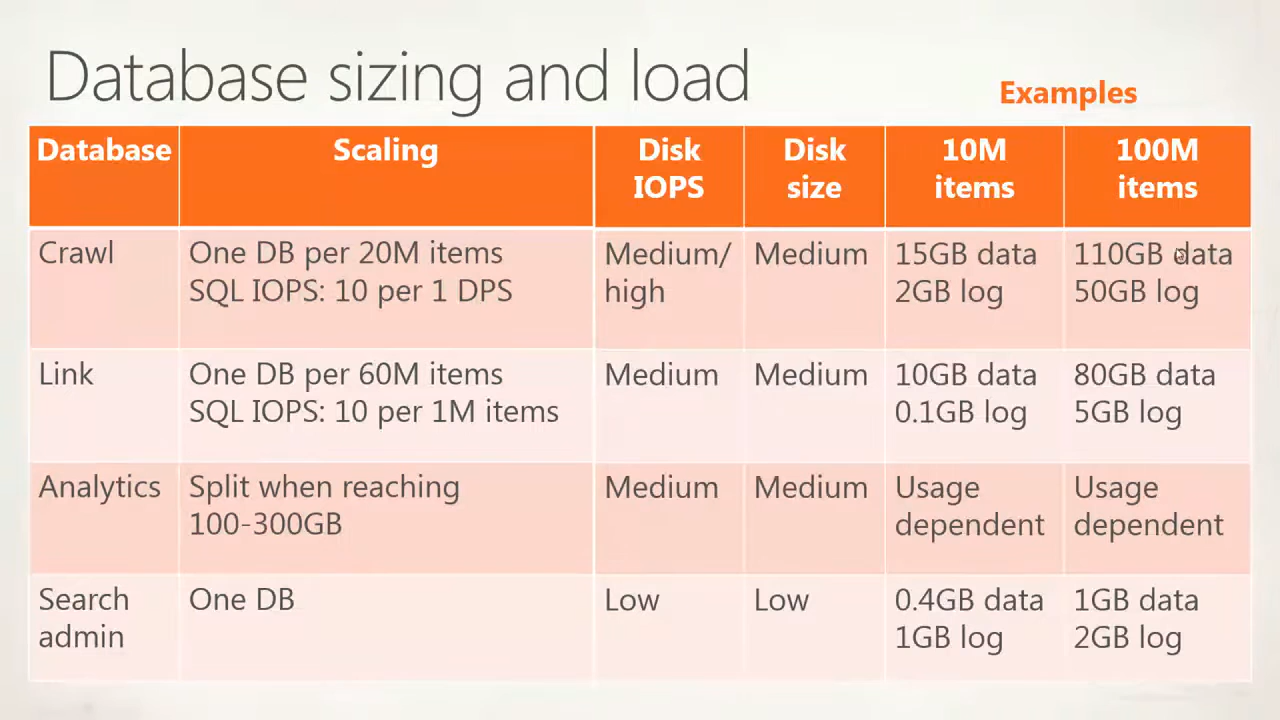 Database sizing and load
Examples
Database
Scaling
Disk
IOPS
Disk
size
10M
items
100M
items
Crawl
One DB per 20M items
SQL IOPS: 10 per 1 DPS
Medium/
high
Medium
15GB data
2GB log
110GB data
50GB log
Link
One DB per 60M items
SQL IOPS: 10 per 1M items
Medium
Medium
10GB data
0.1GB log
80GB data
5GB log
Analytics
Split when reaching
100-300GB
Medium
Medium
Usage
dependent
Usage
dependent
Search
admin
One DB
Low
Low
0.4GB data
1GB log
1GB data
2GB log